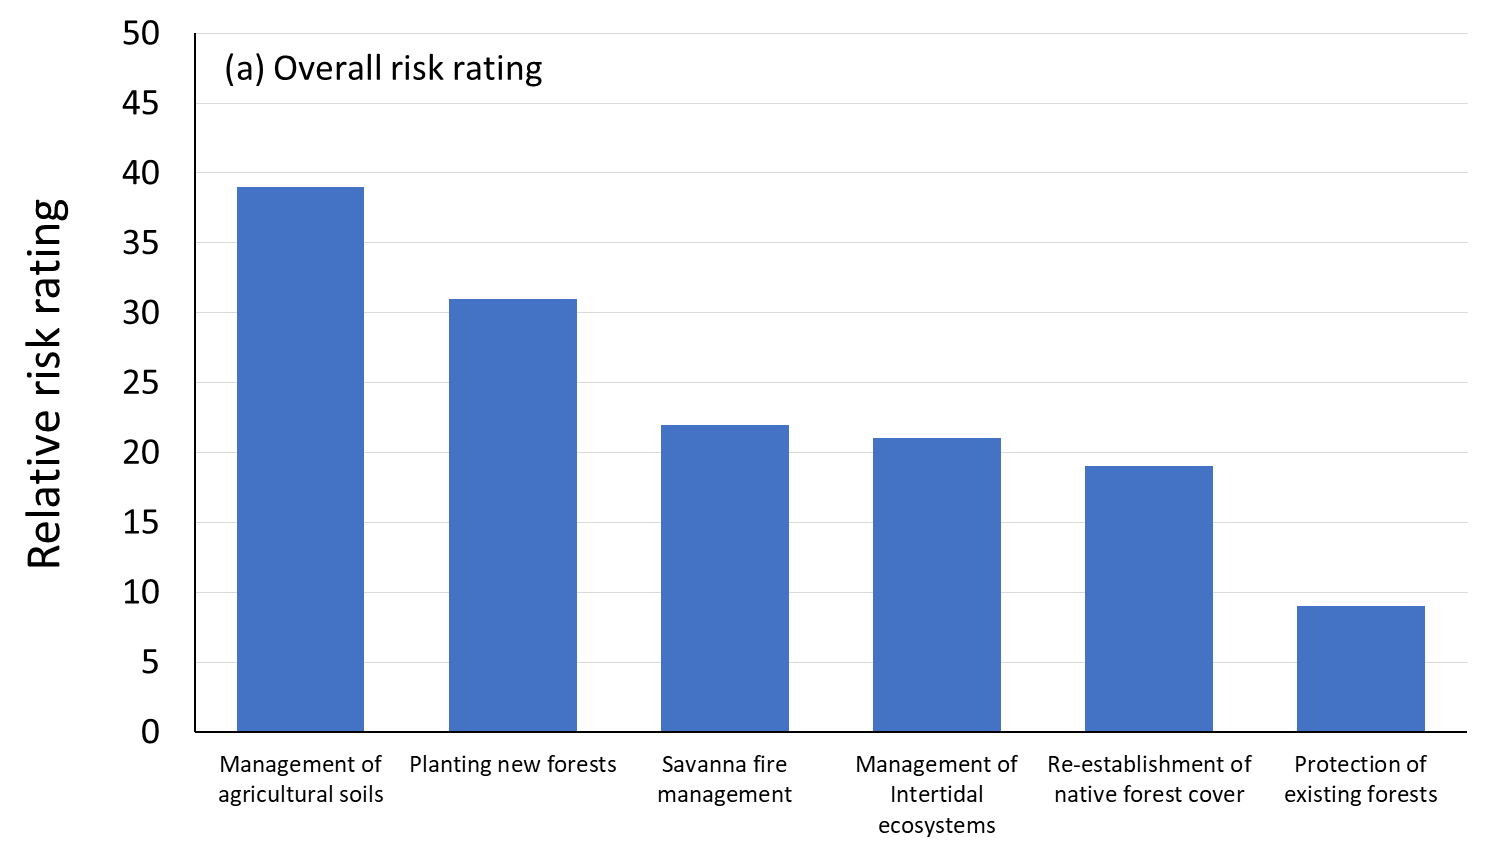 (a) Overall risk rating
Relative risk rating
50
45
40
35
30
25
20
15
10
5
0
Management of
agricultural soils
Planting new forests
Savanna fire
management
Management of
Intertidal
ecosystems
Re-establishment of
native forest cover
Protection of
existing forests